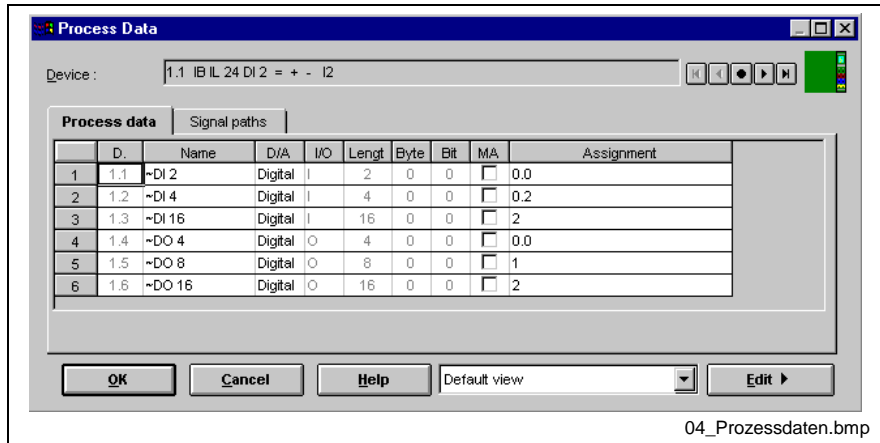 Process Data
Device : 1.1 IB IL 24 DI 2 = + - I2
Process data Signal paths
D. Name D/A I/O Lengt Byte Bit MA Assignment
1 1.1 ~DI 2 Digital I 2 0 0 0.0
2 1.2 ~DI 4 Digital I 4 0 0 0.2
3 1.3 ~DI 16 Digital I 16 0 0 2
4 1.4 ~DO 4 Digital O 4 0 0 0.0
5 1.5 ~DO 8 Digital O 8 0 0 1
6 1.6 ~DO 16 Digital O 16 0 0 2
OK Cancel Help Default view Edit
04_Prozessdaten.bmp